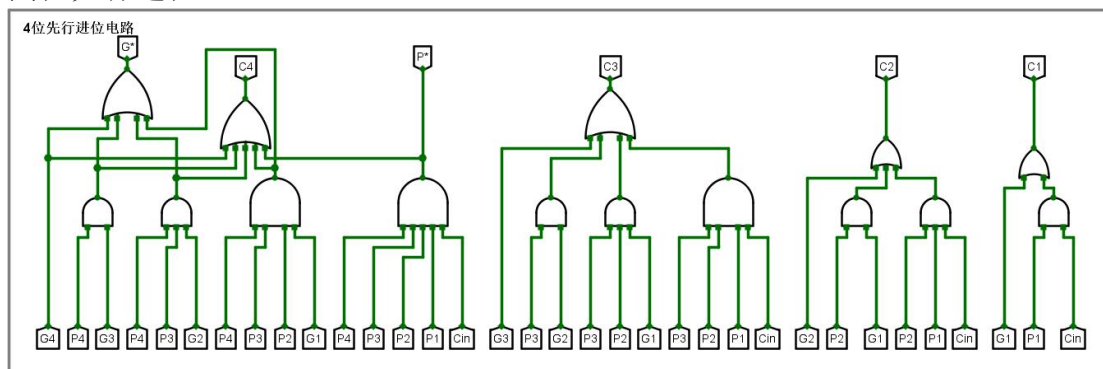 4位先行进位电路
G*
C4
P*
C3
C2
C1
G4 P4 G3 P4 P3 G2 P4 P3 P2 G1 P4 P3 P2 P1 Cin G3 P3 G2 P3 P2 G1 P3 P2 P1 Cin G2 P2 G1 P2 P1 Cin G1 P1 Cin